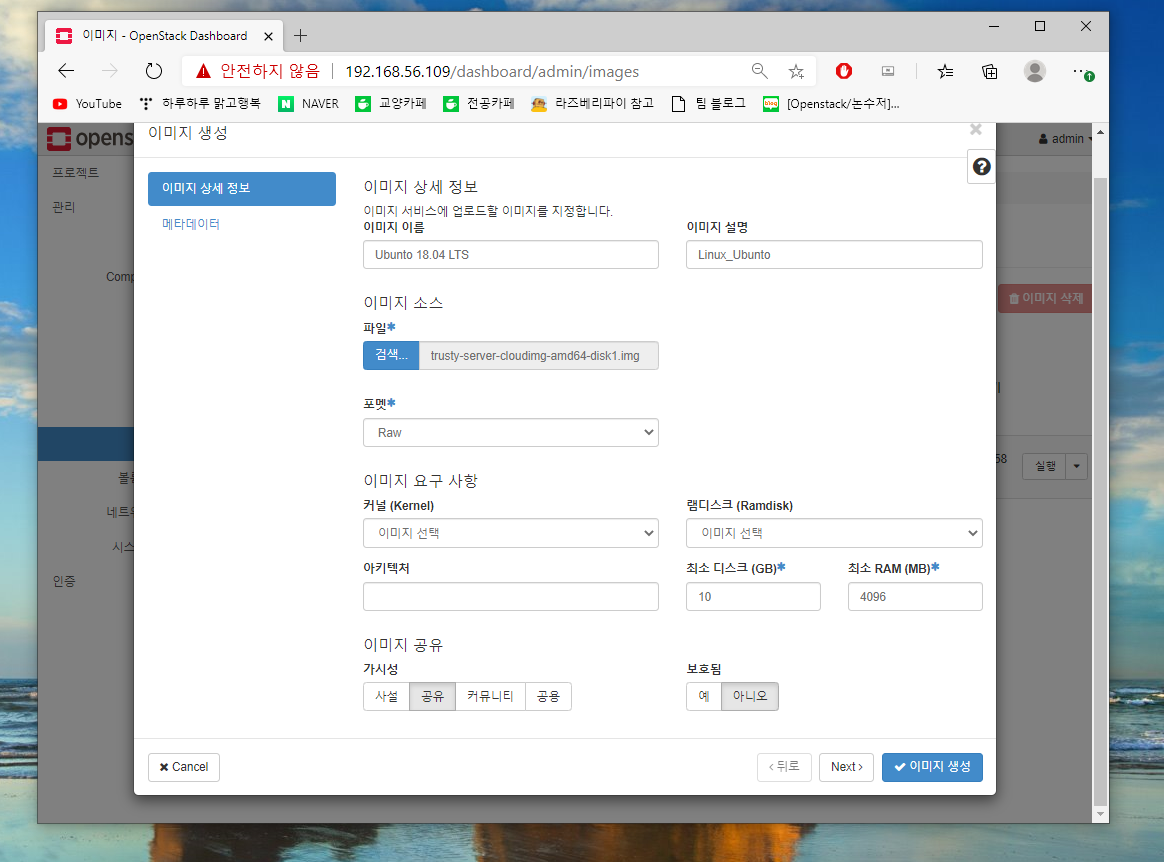 이미지 - OpenStack Dashboard
안전하지 않음 192.168.56.109/dashboard/admin/images
YouTube 하루하루 맑고행복 N NAVER 교양카페 전공카페 라즈베리파이 참고 팀 블로그 blog [Openstack/논수저]...
이미지 생성
opens
admin
프로젝트
관리
Comp
볼륨
네트워
시스
인증
이미지 삭제
58
실행
이미지 상세 정보
메타데이터
이미지 상세 정보
이미지 서비스에 업로드할 이미지를 지정합니다.
이미지 이름 이미지 설명
Ubunto 18.04 LTS Linux_Ubunto
이미지 소스
파일*
검색... trusty-server-cloudimg-amd64-disk1.img
포멧*
Raw
이미지 요구 사항
커널 (Kernel) 램디스크 (Ramdisk)
이미지 선택 이미지 선택
아키텍처 최소 디스크 (GB)* 최소 RAM (MB)*
10 4096
이미지 공유
가시성 보호됨
사설 공유 커뮤니티 공용 예 아니오
Cancel ‹ 뒤로 Next › 이미지 생성